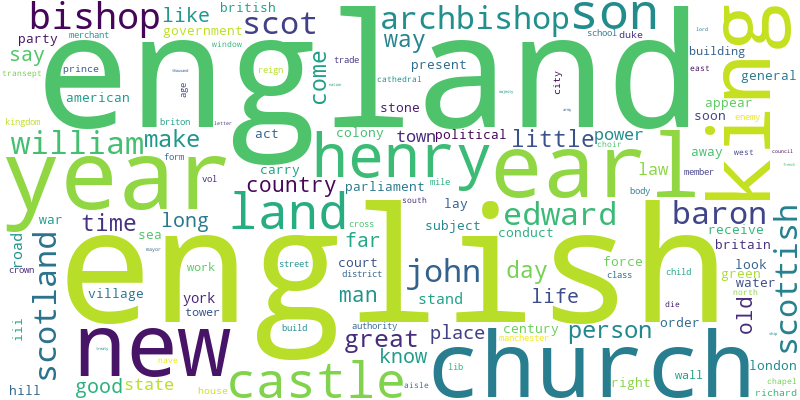 bishop like british scot archbishop son
party government way
england king
say come present building
prince american age trade city cathedral general
transept window merchant school duke lord east
kingdom briton reign stone appear soon enemy
william make act colony town political little power
year henry earl law away west council
form vol carry country parliament mile choir member body
land edward baron
time long sea far south lay subject conduct receive britain
road war cross court john day force green look water
scotland scottish
english
crown mayor work street district class child
village york tower man stand life old north
iii build authority century order die
new great place person manchester london
know castle church
hill good state nave house aisle lib right wall chapel richard